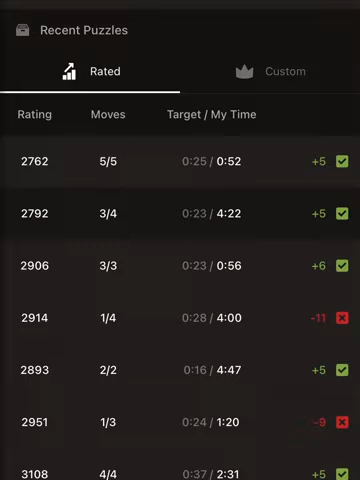 Recent Puzzles
Rated Custom
Rating Moves Target / My Time
2762 5/5 0:25 / 0:52 +5
2792 3/4 0:23 / 4:22 +5
2906 3/3 0:23 / 0:56 +6
2914 1/4 0:28 / 4:00 -11
2893 2/2 0:16 / 4:47 +5
2951 1/3 0:24 / 1:20 -9
3108 4/4 0:37 / 2:31 +5